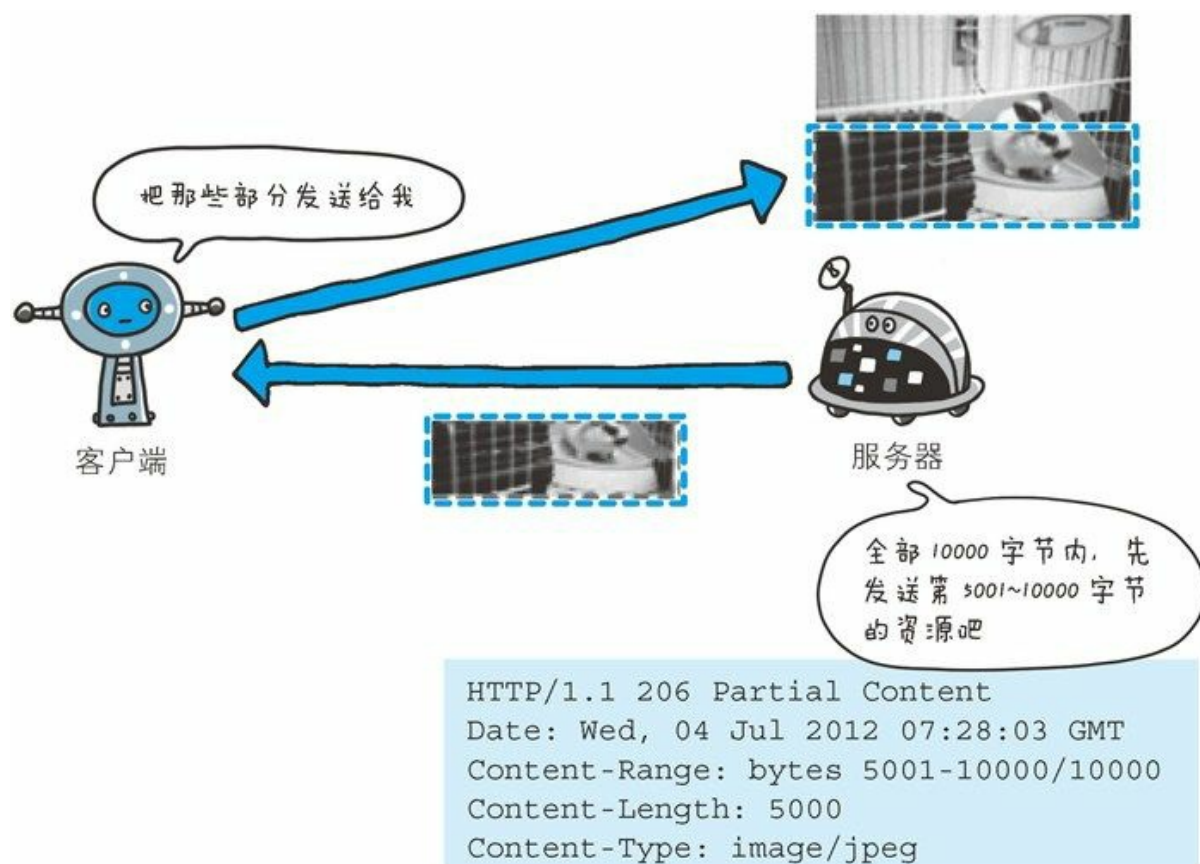 把那些部分发送给我
客户端
服务器
全部 10000 字节内，先
发送第 5001~10000 字节
的资源吧
HTTP/1.1 206 Partial Content
Date: Wed, 04 Jul 2012 07:28:03 GMT
Content-Range: bytes 5001-10000/10000
Content-Length: 5000
Content-Type: image/jpeg